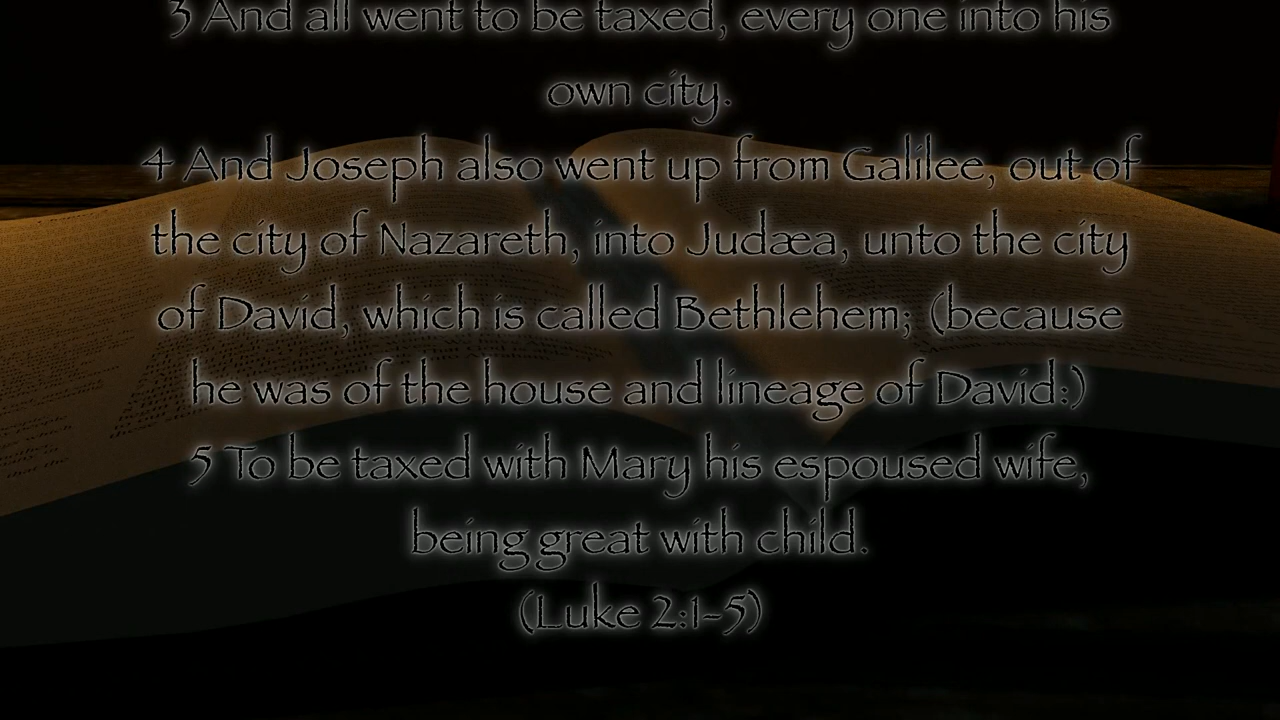 3 And all went to be taxed, every one into his
own city.
4 And Joseph also went up from Galilee, out of
the city of Nazareth, into Judæa, unto the city
of David, which is called Bethlehem; (because
he was of the house and lineage of David:)
5 To be taxed with Mary his espoused wife,
being great with child.
(Luke 2:1-5)